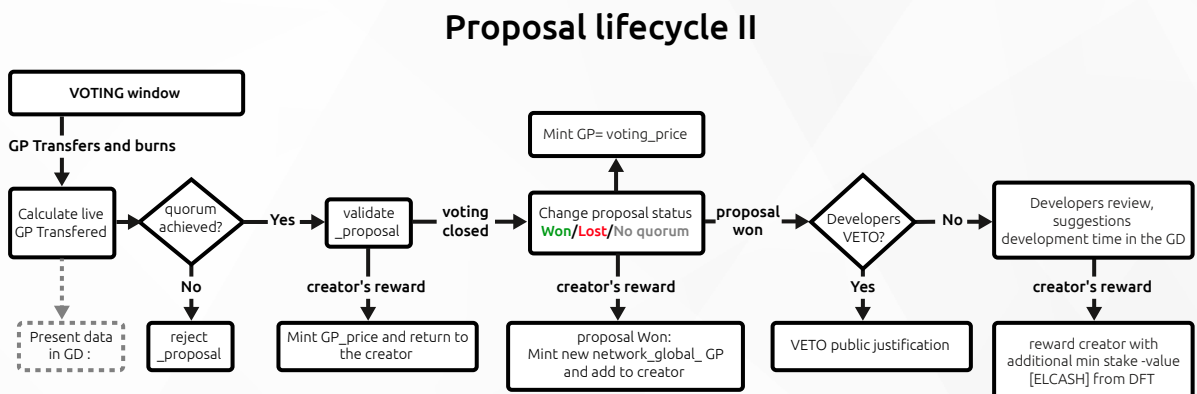 Proposal lifecycle II
VOTING window
GP Transfers and burns
Calculate live
GP Transfered
Present data
in GD :
quorum
achieved?
Yes
No
reject
_proposal
validate
_proposal
creator's reward
Mint GP_price and return to
the creator
voting
closed
Mint GP= voting_price
Change proposal status
Won/Lost/No quorum
creator's reward
proposal Won:
Mint new network_global_ GP
and add to creator
proposal
won
Developers
VETO?
Yes
VETO public justification
No
Developers review,
suggestions
development time in the GD
creator's reward
reward creator with
additional min stake -value
[ELCASH] from DFT